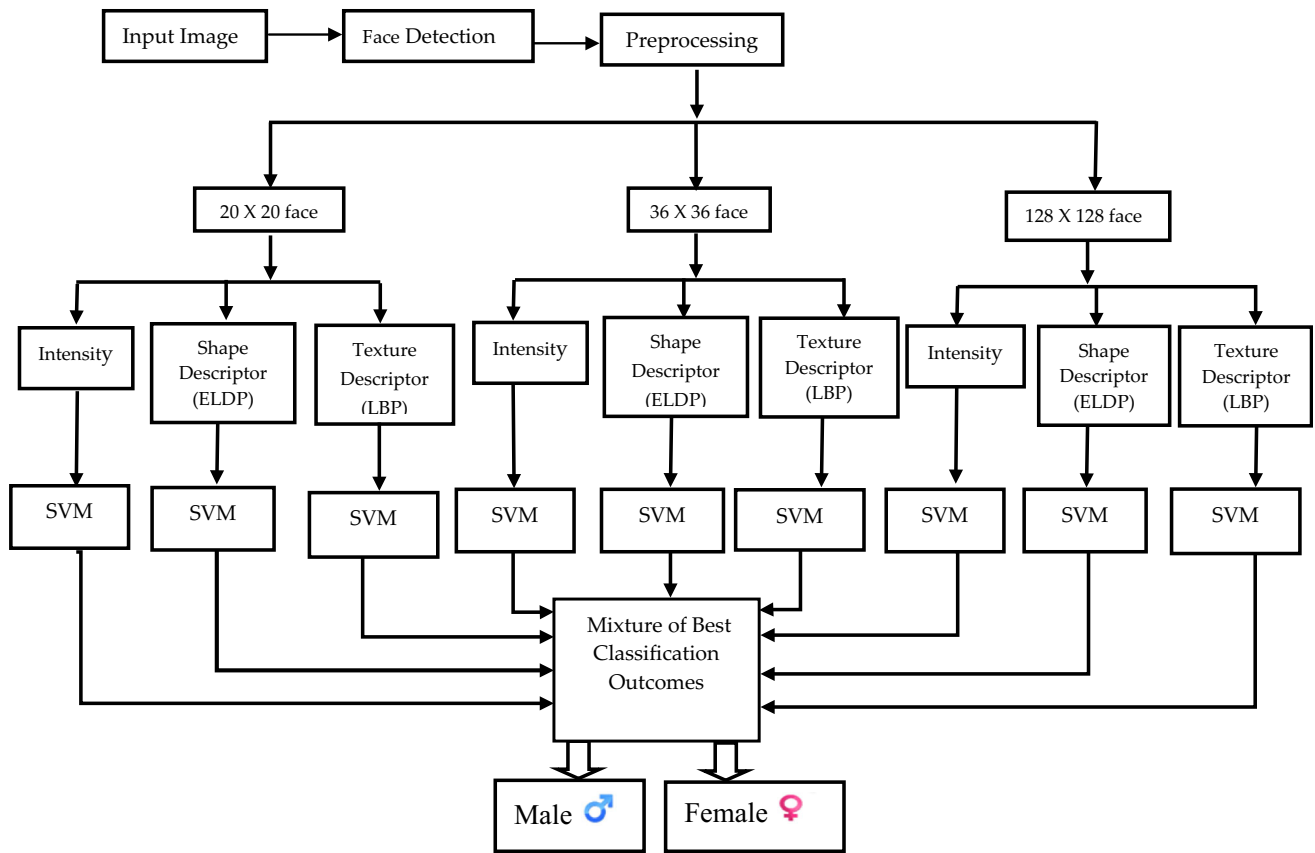 Input Image
Face Detection
Preprocessing
20 X 20 face
36 X 36 face
128 X 128 face
Intensity
Shape
Descriptor
(ELDP)
Texture
Descriptor
(LBP)
Intensity
Shape
Descriptor
(ELDP)
Texture
Descriptor
(LBP)
Intensity
Shape
Descriptor
(ELDP)
Texture
Descriptor
(LBP)
SVM
SVM
SVM
SVM
SVM
SVM
SVM
SVM
SVM
Mixture of Best
Classification
Outcomes
Male ♂
Female ♀